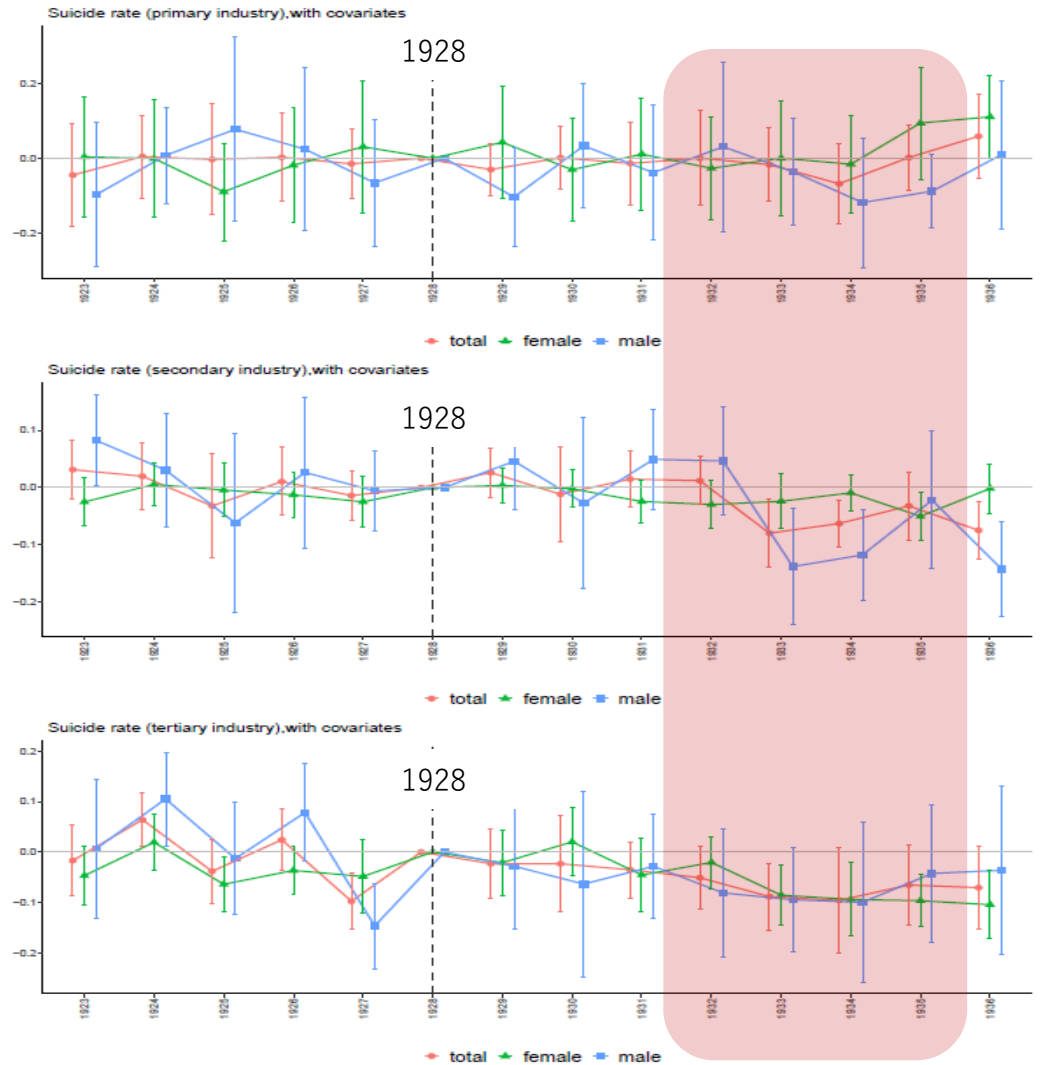 Suicide rate (primary industry),with covariates
1928
0.2
0.0
−0.2
1923 1924 1925 1926 1927 1928 1929 1930 1931 1932 1933 1934 1935 1936
total female male
Suicide rate (secondary industry),with covariates
1928
0.1
0.0
−0.1
−0.2
1923 1924 1925 1926 1927 1928 1929 1930 1931 1932 1933 1934 1935 1936
total female male
Suicide rate (tertiary industry),with covariates
1928
0.2
0.1
0.0
−0.1
−0.2
1923 1924 1925 1926 1927 1928 1929 1930 1931 1932 1933 1934 1935 1936
total female male